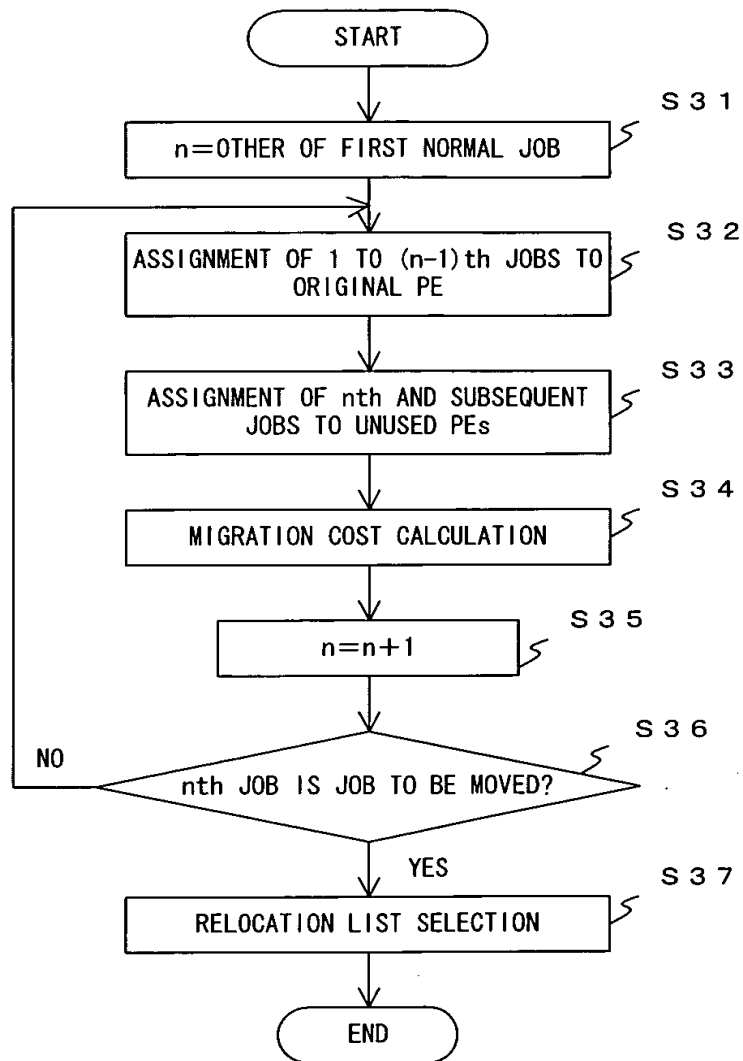 START
S31
n=OTHER OF FIRST NORMAL JOB
S32
ASSIGNMENT OF 1 TO (n-1)th JOBS TO
ORIGINAL PE
S33
ASSIGNMENT OF nth AND SUBSEQUENT
JOBS TO UNUSED PEs
S34
MIGRATION COST CALCULATION
S35
n=n+1
S36
NO
nth JOB IS JOB TO BE MOVED?
YES
S37
RELOCATION LIST SELECTION
END